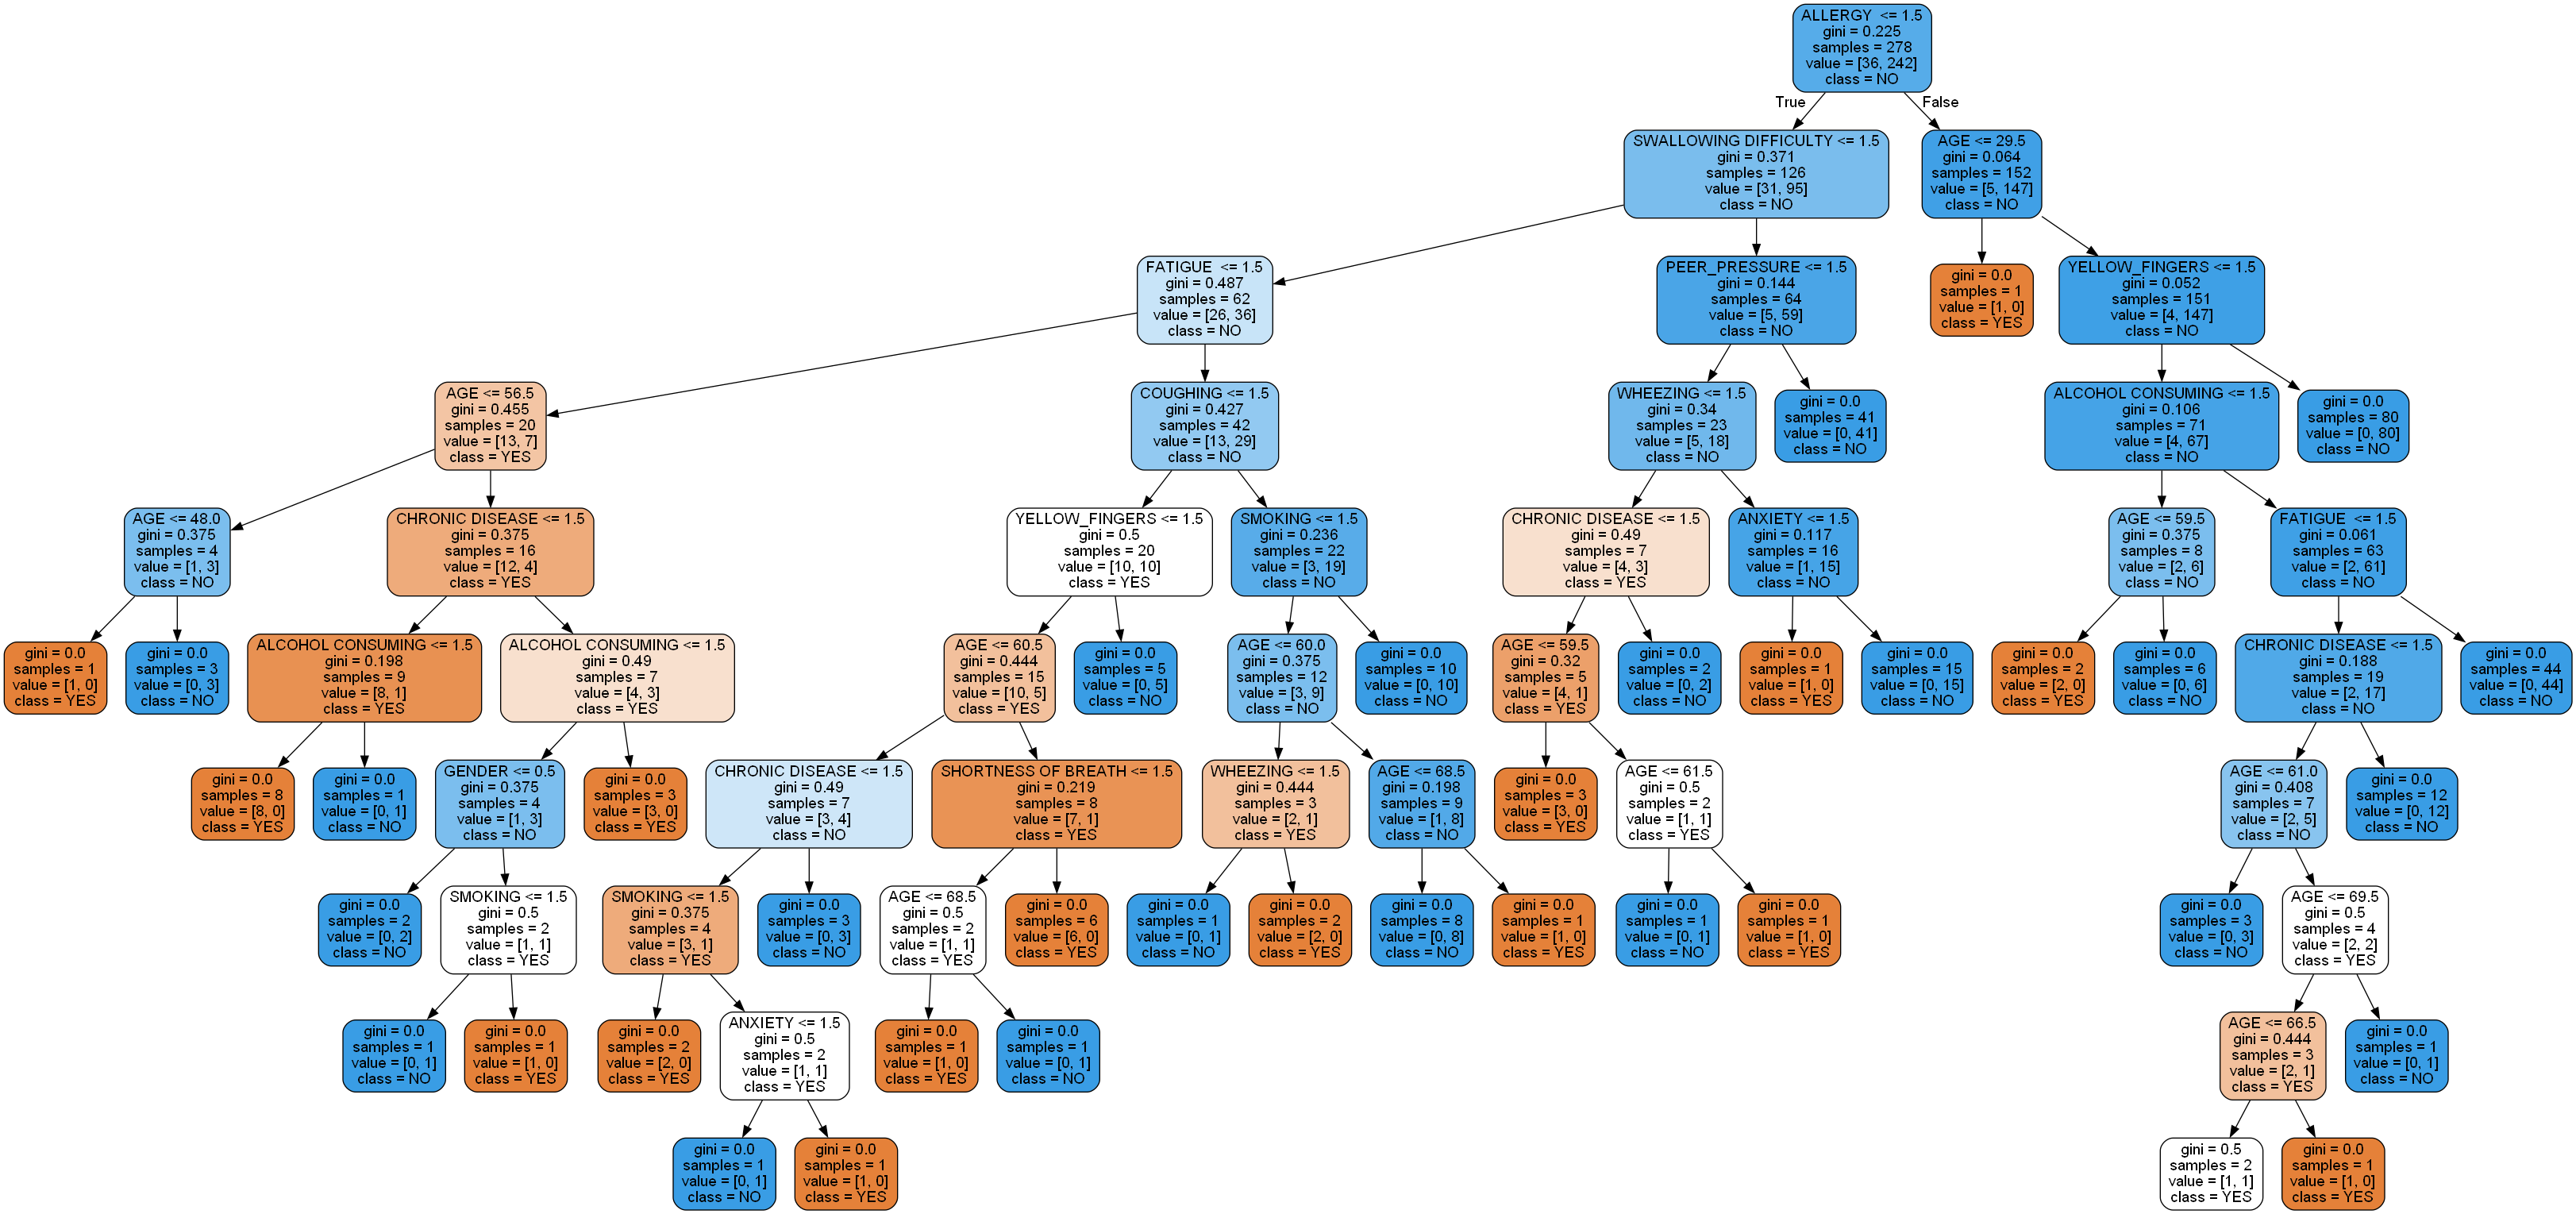 ALLERGY  <= 1.5
gini = 0.225
samples = 278
value = [36, 242]
class = NO
True
False
SWALLOWING DIFFICULTY <= 1.5
gini = 0.371
samples = 126
value = [31, 95]
class = NO
AGE <= 29.5
gini = 0.064
samples = 152
value = [5, 147]
class = NO
FATIGUE  <= 1.5
gini = 0.487
samples = 62
value = [26, 36]
class = NO
PEER_PRESSURE <= 1.5
gini = 0.144
samples = 64
value = [5, 59]
class = NO
gini = 0.0
samples = 1
value = [1, 0]
class = YES
YELLOW_FINGERS <= 1.5
gini = 0.052
samples = 151
value = [4, 147]
class = NO
AGE <= 56.5
gini = 0.455
samples = 20
value = [13, 7]
class = YES
COUGHING <= 1.5
gini = 0.427
samples = 42
value = [13, 29]
class = NO
WHEEZING <= 1.5
gini = 0.34
samples = 23
value = [5, 18]
class = NO
gini = 0.0
samples = 41
value = [0, 41]
class = NO
ALCOHOL CONSUMING <= 1.5
gini = 0.106
samples = 71
value = [4, 67]
class = NO
gini = 0.0
samples = 80
value = [0, 80]
class = NO
AGE <= 48.0
gini = 0.375
samples = 4
value = [1, 3]
class = NO
CHRONIC DISEASE <= 1.5
gini = 0.375
samples = 16
value = [12, 4]
class = YES
YELLOW_FINGERS <= 1.5
gini = 0.5
samples = 20
value = [10, 10]
class = YES
SMOKING <= 1.5
gini = 0.236
samples = 22
value = [3, 19]
class = NO
CHRONIC DISEASE <= 1.5
gini = 0.49
samples = 7
value = [4, 3]
class = YES
ANXIETY <= 1.5
gini = 0.117
samples = 16
value = [1, 15]
class = NO
AGE <= 59.5
gini = 0.375
samples = 8
value = [2, 6]
class = NO
FATIGUE  <= 1.5
gini = 0.061
samples = 63
value = [2, 61]
class = NO
gini = 0.0
samples = 1
value = [1, 0]
class = YES
gini = 0.0
samples = 3
value = [0, 3]
class = NO
ALCOHOL CONSUMING <= 1.5
gini = 0.198
samples = 9
value = [8, 1]
class = YES
ALCOHOL CONSUMING <= 1.5
gini = 0.49
samples = 7
value = [4, 3]
class = YES
AGE <= 60.5
gini = 0.444
samples = 15
value = [10, 5]
class = YES
gini = 0.0
samples = 5
value = [0, 5]
class = NO
AGE <= 60.0
gini = 0.375
samples = 12
value = [3, 9]
class = NO
gini = 0.0
samples = 10
value = [0, 10]
class = NO
AGE <= 59.5
gini = 0.32
samples = 5
value = [4, 1]
class = YES
gini = 0.0
samples = 2
value = [0, 2]
class = NO
gini = 0.0
samples = 1
value = [1, 0]
class = YES
gini = 0.0
samples = 15
value = [0, 15]
class = NO
gini = 0.0
samples = 2
value = [2, 0]
class = YES
gini = 0.0
samples = 6
value = [0, 6]
class = NO
CHRONIC DISEASE <= 1.5
gini = 0.188
samples = 19
value = [2, 17]
class = NO
gini = 0.0
samples = 44
value = [0, 44]
class = NO
gini = 0.0
samples = 8
value = [8, 0]
class = YES
gini = 0.0
samples = 1
value = [0, 1]
class = NO
GENDER <= 0.5
gini = 0.375
samples = 4
value = [1, 3]
class = NO
gini = 0.0
samples = 3
value = [3, 0]
class = YES
CHRONIC DISEASE <= 1.5
gini = 0.49
samples = 7
value = [3, 4]
class = NO
SHORTNESS OF BREATH <= 1.5
gini = 0.219
samples = 8
value = [7, 1]
class = YES
WHEEZING <= 1.5
gini = 0.444
samples = 3
value = [2, 1]
class = YES
AGE <= 68.5
gini = 0.198
samples = 9
value = [1, 8]
class = NO
gini = 0.0
samples = 3
value = [3, 0]
class = YES
AGE <= 61.5
gini = 0.5
samples = 2
value = [1, 1]
class = YES
AGE <= 61.0
gini = 0.408
samples = 7
value = [2, 5]
class = NO
gini = 0.0
samples = 12
value = [0, 12]
class = NO
gini = 0.0
samples = 2
value = [0, 2]
class = NO
SMOKING <= 1.5
gini = 0.5
samples = 2
value = [1, 1]
class = YES
SMOKING <= 1.5
gini = 0.375
samples = 4
value = [3, 1]
class = YES
gini = 0.0
samples = 3
value = [0, 3]
class = NO
AGE <= 68.5
gini = 0.5
samples = 2
value = [1, 1]
class = YES
gini = 0.0
samples = 6
value = [6, 0]
class = YES
gini = 0.0
samples = 1
value = [0, 1]
class = NO
gini = 0.0
samples = 2
value = [2, 0]
class = YES
gini = 0.0
samples = 8
value = [0, 8]
class = NO
gini = 0.0
samples = 1
value = [1, 0]
class = YES
gini = 0.0
samples = 1
value = [0, 1]
class = NO
gini = 0.0
samples = 1
value = [1, 0]
class = YES
gini = 0.0
samples = 3
value = [0, 3]
class = NO
AGE <= 69.5
gini = 0.5
samples = 4
value = [2, 2]
class = YES
gini = 0.0
samples = 1
value = [0, 1]
class = NO
gini = 0.0
samples = 1
value = [1, 0]
class = YES
gini = 0.0
samples = 2
value = [2, 0]
class = YES
ANXIETY <= 1.5
gini = 0.5
samples = 2
value = [1, 1]
class = YES
gini = 0.0
samples = 1
value = [1, 0]
class = YES
gini = 0.0
samples = 1
value = [0, 1]
class = NO
AGE <= 66.5
gini = 0.444
samples = 3
value = [2, 1]
class = YES
gini = 0.0
samples = 1
value = [0, 1]
class = NO
gini = 0.0
samples = 1
value = [0, 1]
class = NO
gini = 0.0
samples = 1
value = [1, 0]
class = YES
gini = 0.5
samples = 2
value = [1, 1]
class = YES
gini = 0.0
samples = 1
value = [1, 0]
class = YES